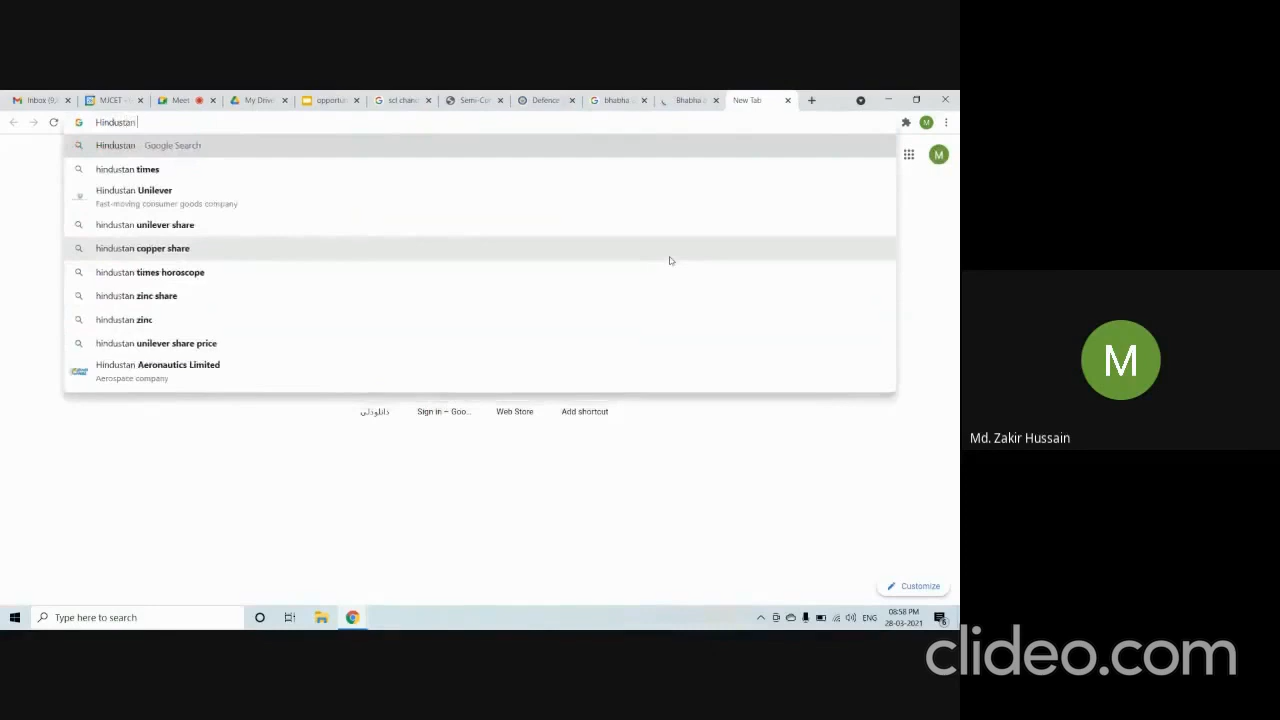 Inbox (9,
MJCET
Meet
My Drive
opportu
scl chand
Semi-Co
Defence
bhabha
Bhabha a
New Tab
Hindustan
M
Hindustan - Google Search
M
hindustan times
Hindustan Unilever
Fast-moving consumer goods company
hindustan unilever share
hindustan copper share
hindustan times horoscope
hindustan zinc share
hindustan zinc
hindustan unilever share price
Hindustan Aeronautics Limited
Aerospace company
Sign in – Goo...
Web Store
Add shortcut
Customize
Type here to search
ENG
08:58 PM
28-03-2021
M
Md. Zakir Hussain
clideo.com